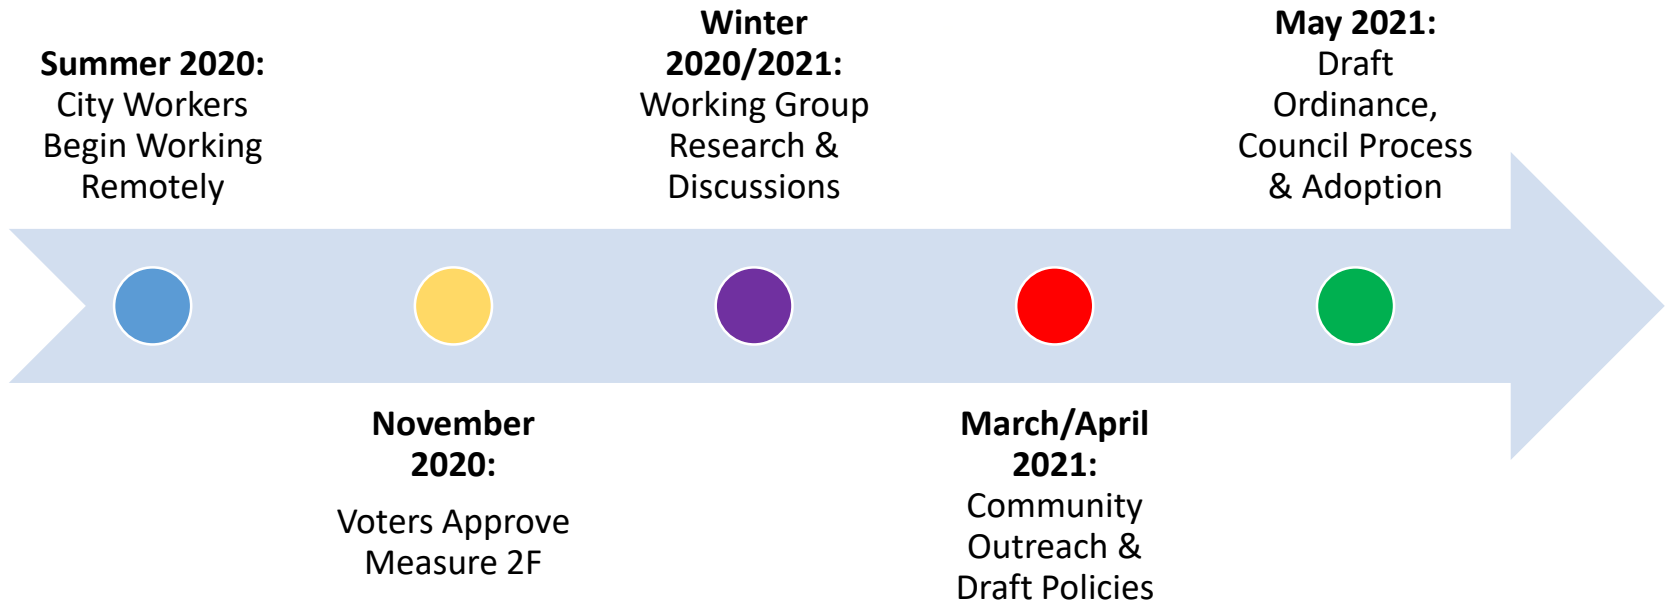 Summer 2020:
City Workers
Begin Working
Remotely
November
2020:
Voters Approve
Measure 2F
Winter
2020/2021:
Working Group
Research &
Discussions
March/April
2021:
Community
Outreach &
Draft Policies
May 2021:
Draft
Ordinance,
Council Process
& Adoption